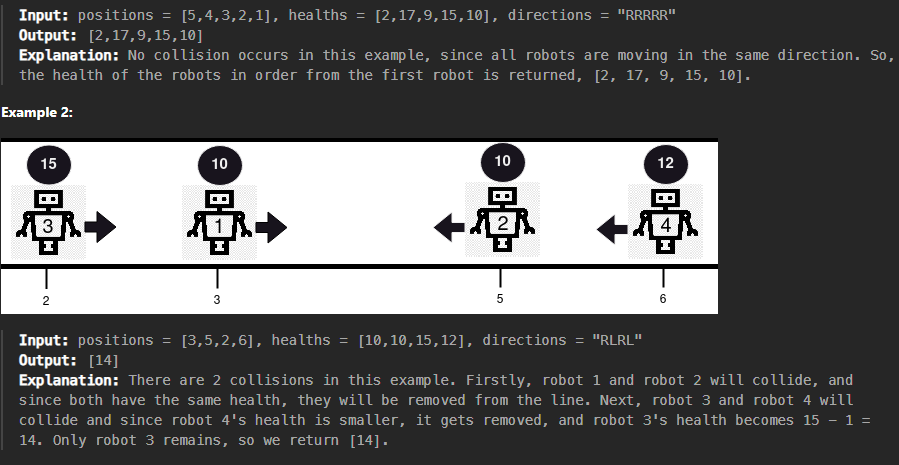 Input: positions = [5,4,3,2,1], healths = [2,17,9,15,10], directions = "RRRRR"
Output: [2,17,9,15,10]
Explanation: No collision occurs in this example, since all robots are moving in the same direction. So,
the health of the robots in order from the first robot is returned, [2, 17, 9, 15, 10].
Example 2:
15 10 10 12
3 1 2 4
2 3 5 6
Input: positions = [3,5,2,6], healths = [10,10,15,12], directions = "RLRL"
Output: [14]
Explanation: There are 2 collisions in this example. Firstly, robot 1 and robot 2 will collide, and
since both have the same health, they will be removed from the line. Next, robot 3 and robot 4 will
collide and since robot 4's health is smaller, it gets removed, and robot 3's health becomes 15 - 1 =
14. Only robot 3 remains, so we return [14].